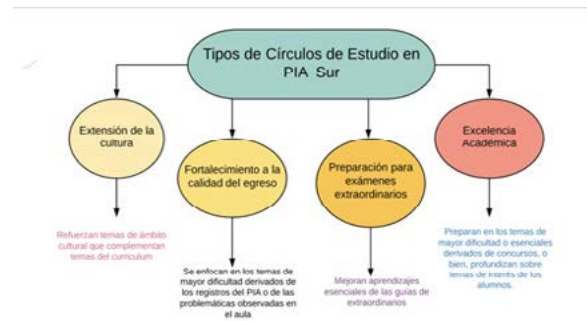 Tipos de Círculos de Estudio en
PIA Sur
Extensión de la
cultura
Refuerzan temas de ámbito
cultural que complementan
temas del curriculum
Fortalecimiento a la
calidad del egreso
Se enfocan en los temas de
mayor dificultad derivados de
los registros del PIA o de las
problemáticas observadas en
el aula
Preparación para
exámenes
extraordinarios
Mejoran aprendizajes
esenciales de las guías de
extraordinarios
Excelencia
Académica
Preparan en los temas de
mayor dificultad o esenciales
derivados de concursos, o
bien, profundizan sobre
temas de interés de los
alumnos.